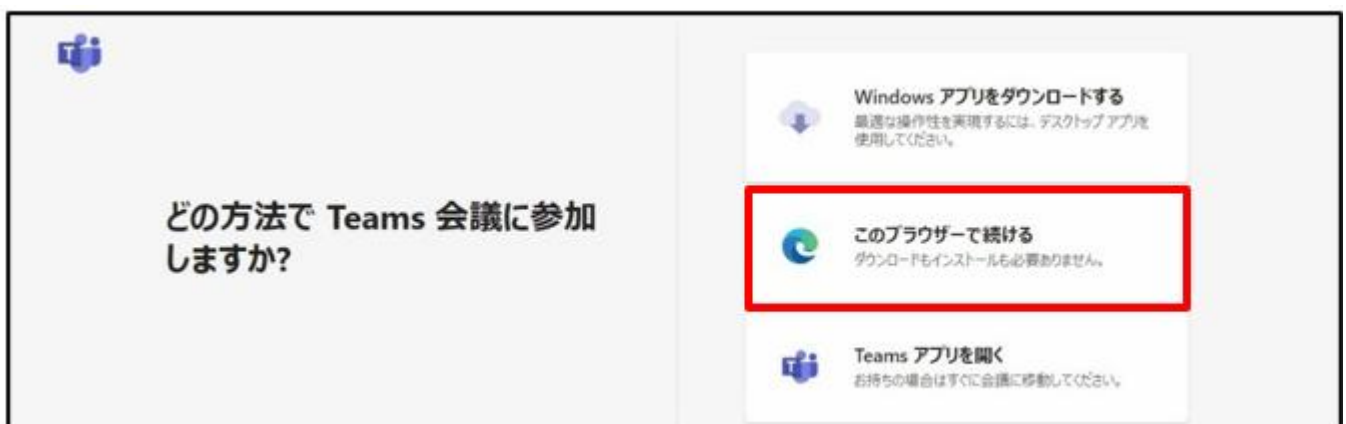 どの方法で Teams 会議に参加
しますか?
Windows アプリをダウンロードする
最適な操作性を実現するには、デスクトップ アプリを
使用してください。
このブラウザーで続ける
ダウンロードもインストールも必要ありません。
Teams アプリを開く
お持ちの場合はすぐに会議に移動してください。